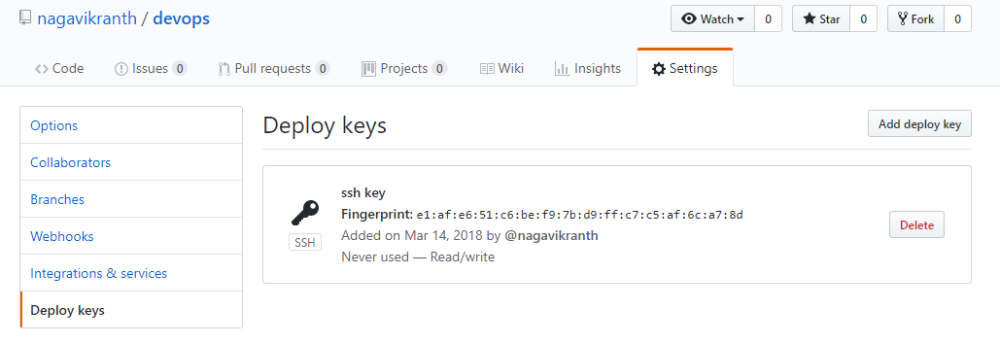 nagavikranth / devops
Watch 0 Star 0 Fork 0
Code Issues 0 Pull requests 0 Projects 0 Wiki Insights Settings
Options
Collaborators
Branches
Webhooks
Integrations & services
Deploy keys
Deploy keys
Add deploy key
ssh key
Fingerprint: e1:af:e6:51:c6:be:f9:7b:d9:ff:c7:c5:af:6c:a7:8d
Added on Mar 14, 2018 by @nagavikranth
Never used — Read/write
SSH
Delete